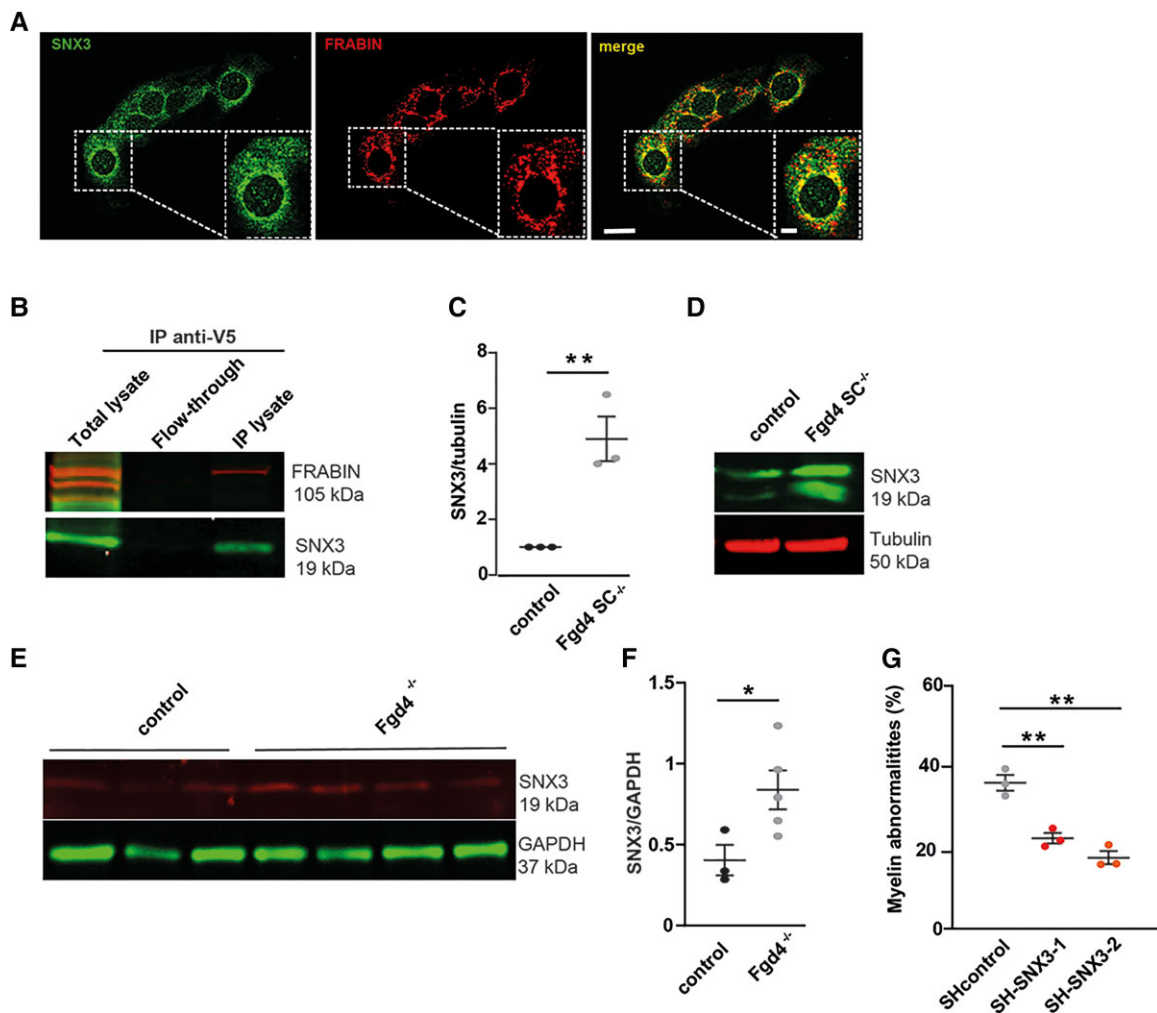 A
SNX3
FRABIN
merge
B
IP anti-V5
Total lysate
Flow-through
IP lysate
FRABIN
105 kDa
SNX3
19 kDa
C
SNX3/tubulin
8
6
4
2
0
**
control
Fgd4 SC-/-
D
control
Fgd4 SC-/-
SNX3
19 kDa
Tubulin
50 kDa
E
control
Fgd4 -/-
SNX3
19 kDa
GAPDH
37 kDa
F
SNX3/GAPDH
1.5
1
0.5
0
*
control
Fgd4-/-
G
Myelin abnormalitites (%)
60
40
20
0
**
**
SHcontrol
SH-SNX3-1
SH-SNX3-2